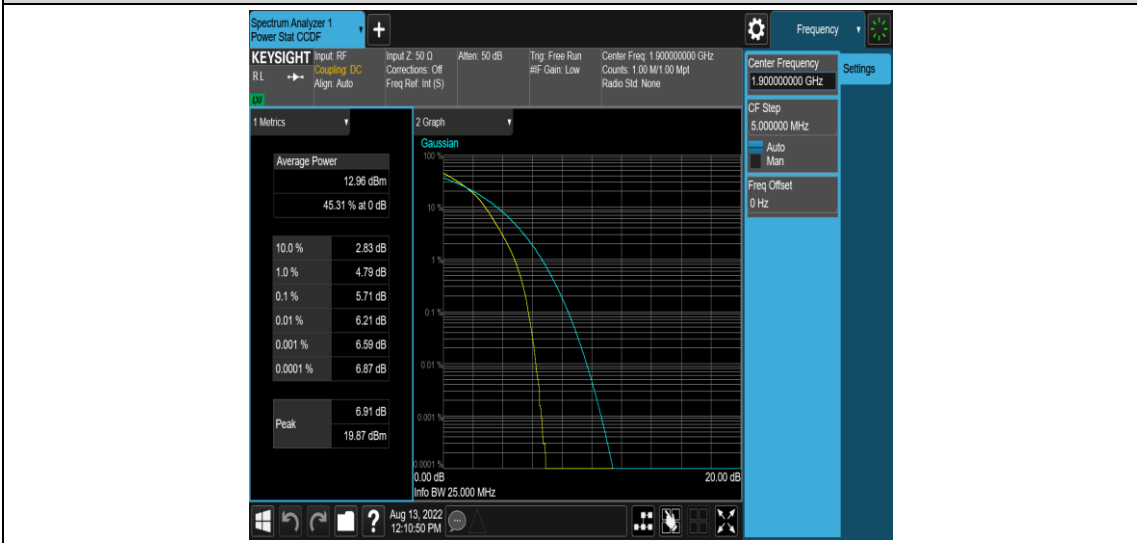 Spectrum Analyzer 1
Power Stat CCDF
+
Frequency
KEYSIGHT
RL
LXI
Input: RF
Coupling: DC
Align: Auto
Input Z: 50 Ω
Corrections: Off
Freq Ref: Int (S)
Atten: 50 dB
Trig: Free Run
#IF Gain: Low
Center Freq: 1.900000000 GHz
Counts: 1.00 M/1.00 Mpt
Radio Std: None
Center Frequency
1.900000000 GHz
Settings
CF Step
5.000000 MHz
Auto
Man
Freq Offset
0 Hz
1 Metrics
Average Power
12.96 dBm
45.31 % at 0 dB
10.0 % 2.83 dB
1.0 % 4.79 dB
0.1 % 5.71 dB
0.01 % 6.21 dB
0.001 % 6.59 dB
0.0001 % 6.87 dB
Peak 6.91 dB
19.87 dBm
2 Graph
Gaussian
100 %
10 %
1 %
0.1 %
0.01 %
0.001 %
0.0001 %
0.00 dB 20.00 dB
Info BW 25.000 MHz
?
Aug 13, 2022
12:10:50 PM